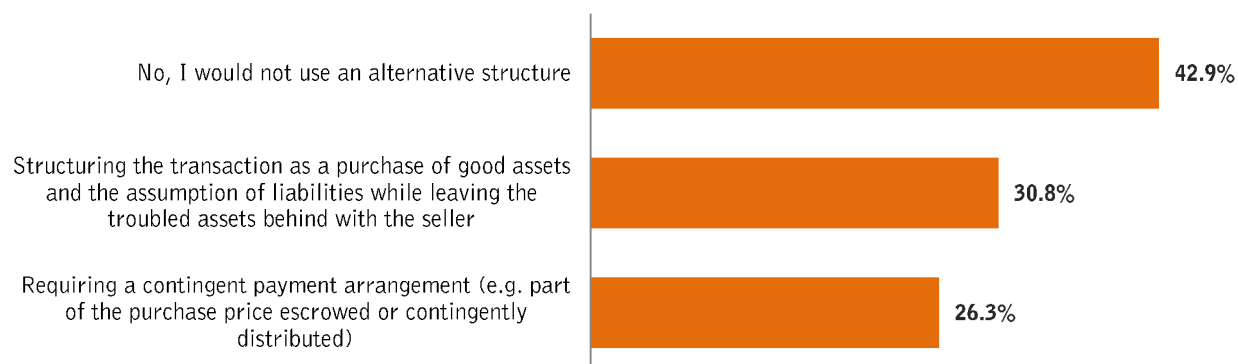 No, I would not use an alternative structure
42.9%
Structuring the transaction as a purchase of good assets
and the assumption of liabilities while leaving the
troubled assets behind with the seller
30.8%
Requiring a contingent payment arrangement (e.g. part
of the purchase price escrowed or contingently
distributed)
26.3%